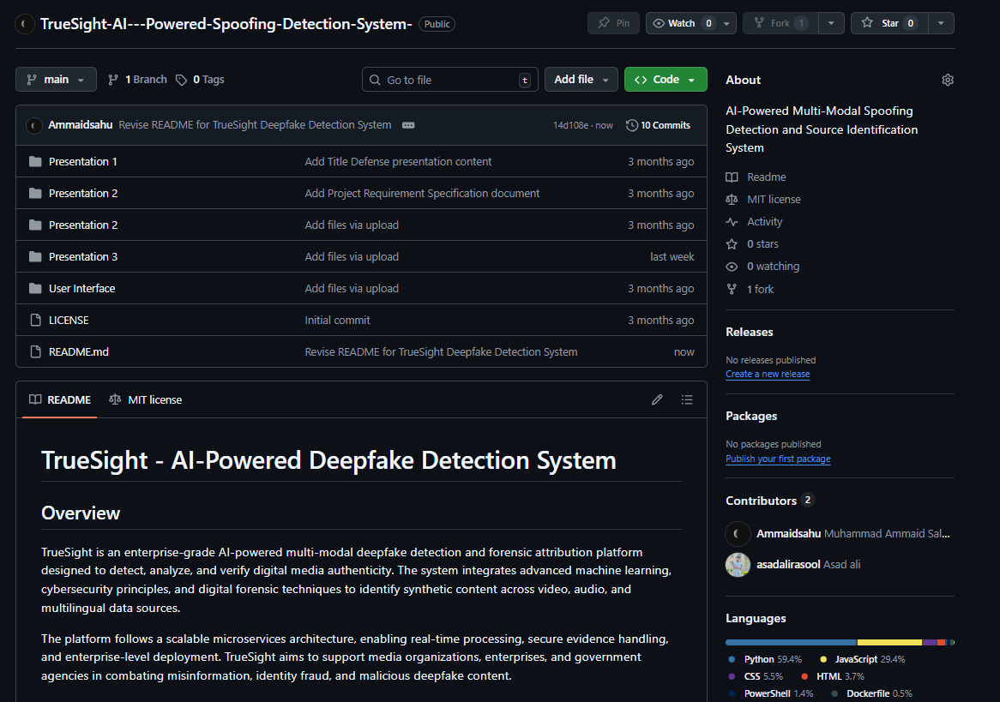 TrueSight-AI---Powered-Spoofing-Detection-System- Public
Pin
Watch 0
Fork 1
Star 0
main
1 Branch
0 Tags
Go to file t
Add file
<> Code
Ammaidsahu Revise README for TrueSight Deepfake Detection System
14d108e · now
10 Commits
Presentation 1 Add Title Defense presentation content 3 months ago
Presentation 2 Add Project Requirement Specification document 3 months ago
Presentation 2 Add files via upload 3 months ago
Presentation 3 Add files via upload last week
User Interface Add files via upload 3 months ago
LICENSE Initial commit 3 months ago
README.md Revise README for TrueSight Deepfake Detection System now
README
MIT license
TrueSight - AI-Powered Deepfake Detection System
Overview
TrueSight is an enterprise-grade AI-powered multi-modal deepfake detection and forensic attribution platform
designed to detect, analyze, and verify digital media authenticity. The system integrates advanced machine learning,
cybersecurity principles, and digital forensic techniques to identify synthetic content across video, audio, and
multilingual data sources.
The platform follows a scalable microservices architecture, enabling real-time processing, secure evidence handling,
and enterprise-level deployment. TrueSight aims to support media organizations, enterprises, and government
agencies in combating misinformation, identity fraud, and malicious deepfake content.
About
AI-Powered Multi-Modal Spoofing
Detection and Source Identification
System
Readme
MIT license
Activity
0 stars
0 watching
1 fork
Releases
No releases published
Create a new release
Packages
No packages published
Publish your first package
Contributors 2
Ammaidsahu Muhammad Ammaid Sal...
asadalirasool Asad ali
Languages
Python 59.4%
JavaScript 29.4%
CSS 5.5%
HTML 3.7%
PowerShell 1.4%
Dockerfile 0.5%